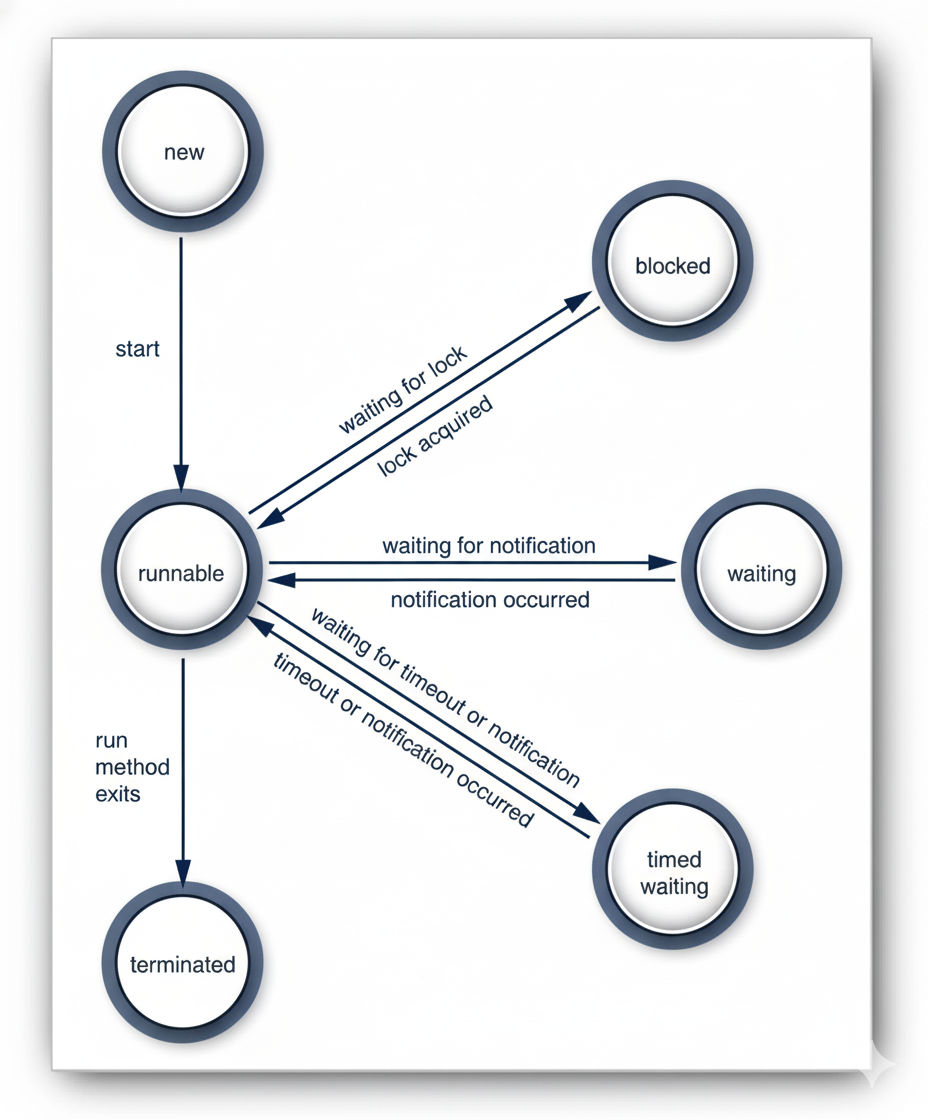 new
blocked
start
waiting for lock
lock acquired
runnable
waiting for notification
notification occurred
waiting
waiting for timeout or notification
timeout or notification occurred
run
method
exits
timed
waiting
terminated